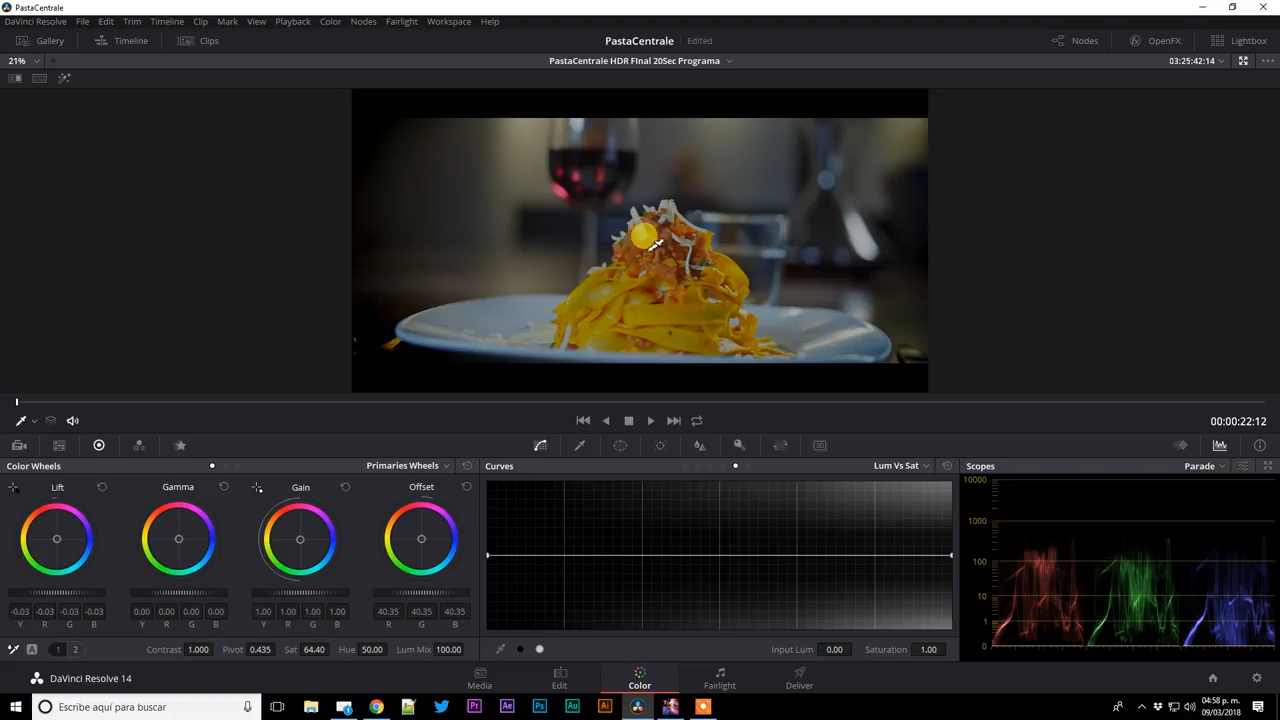 PastaCentrale
DaVinci Resolve File Edit Trim Timeline Clip Mark View Playback Color Nodes Fairlight Workspace Help
Gallery Timeline Clips PastaCentrale Edited Nodes OpenFX Lightbox
21% PastaCentrale HDR FInal 20Sec Programa 03:25:42:14
00:00:22:12
Color Wheels Primaries Wheels Curves Lum Vs Sat Scopes Parade
Lift Gamma Gain Offset
10000
1000
100
10
1
0
-0.03 -0.03 -0.03 -0.03 0.00 0.00 0.00 0.00 1.00 1.00 1.00 1.00 40.35 40.35 40.35
Y R G B Y R G B Y R G B R G B
A 1 2 Contrast 1.000 Pivot 0.435 Sat 64.40 Hue 50.00 Lum Mix 100.00 Input Lum 0.00 Saturation 1.00
DaVinci Resolve 14 Media Edit Color Fairlight Deliver
Escribe aquí para buscar Pr Ae Ps Au Ai 04:58 p. m.
09/03/2018